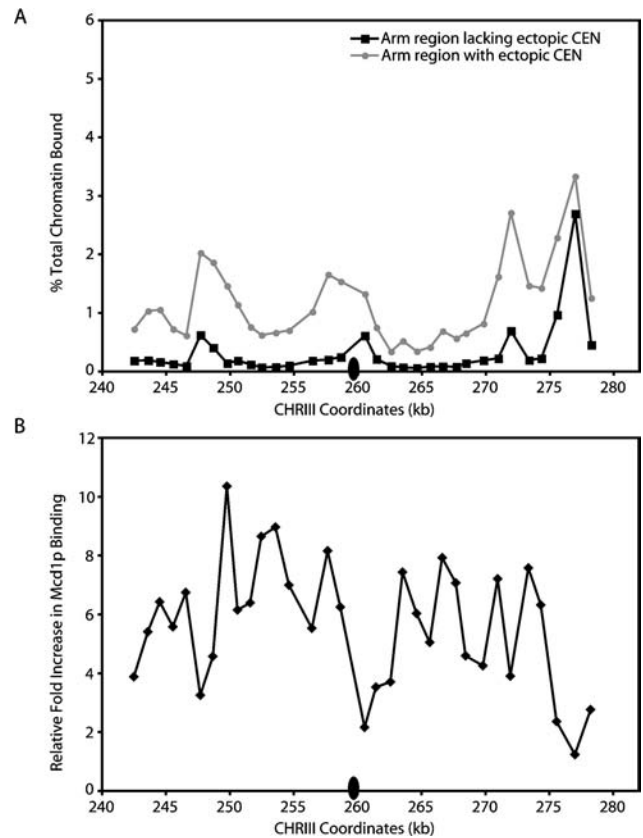 A
6
5
4
3
2
1
0
% Total Chromatin Bound
Arm region lacking ectopic CEN
Arm region with ectopic CEN
240 245 250 255 260 265 270 275 280
CHRIII Coordinates (kb)
B
12
10
8
6
4
2
0
Relative Fold Increase in Mcd1p Binding
240 245 250 255 260 265 270 275 280
CHRIII Coordinates (kb)